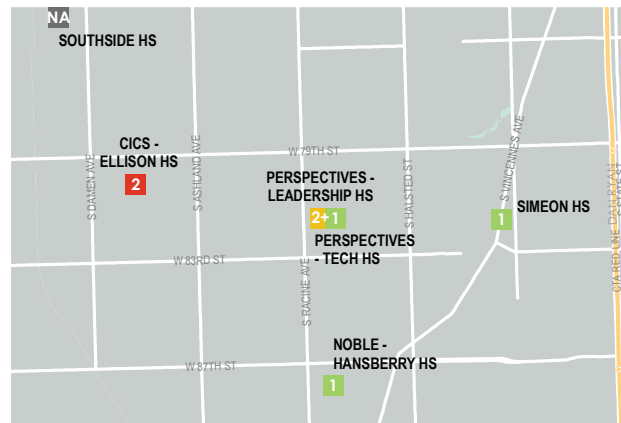 NA
SOUTHSIDE HS
CICS -
ELLISON HS
2
S DAMEN AVE
S ASHLAND AVE
W 79TH ST
PERSPECTIVES -
LEADERSHIP HS
2+ 1
PERSPECTIVES
- TECH HS
S HALSTED ST
S VINCENNES AVE
1
SIMEON HS
W 83RD ST
S RACINE AVE
CTA RED LINE
DAN RYAN
S STATE ST
NOBLE -
HANSBERRY HS
W 87TH ST
1